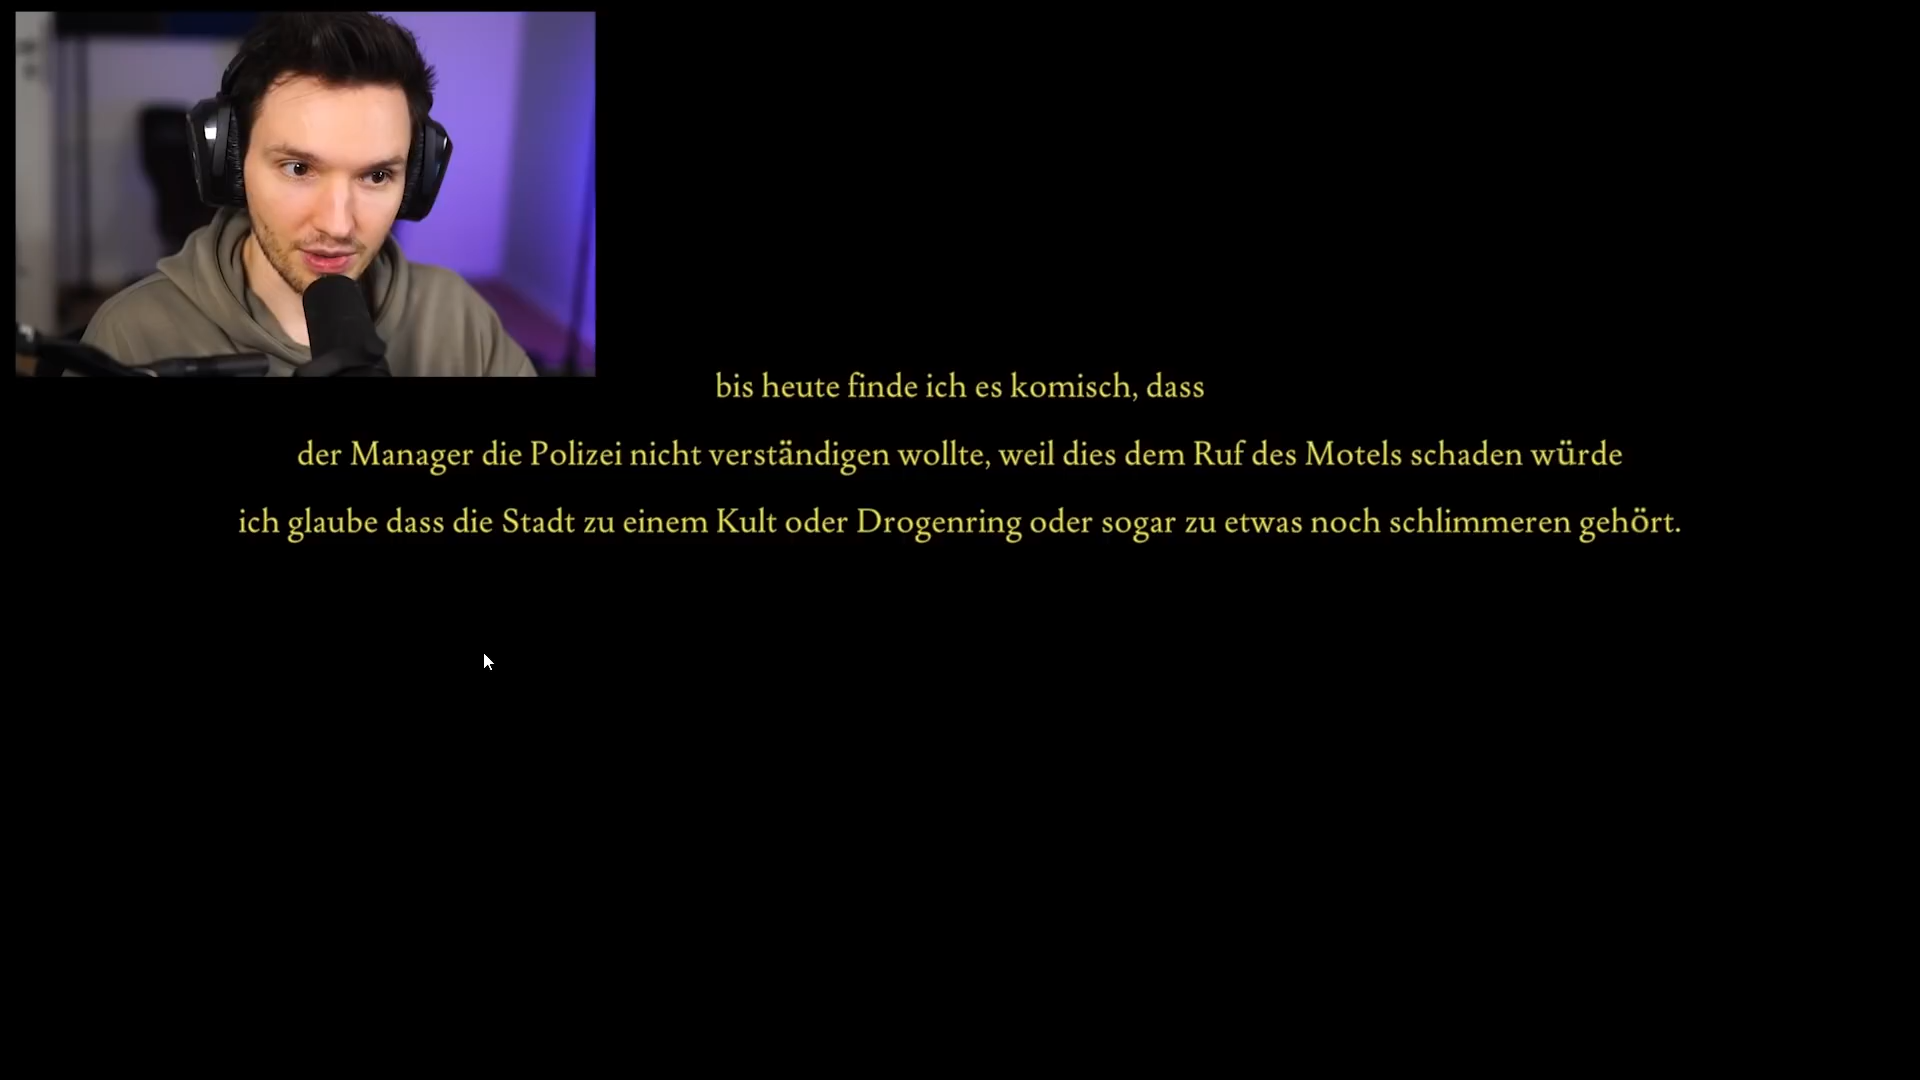 bis heute finde ich es komisch, dass
der Manager die Polizei nicht verständigen wollte, weil dies dem Ruf des Motels schaden würde
ich glaube dass die Stadt zu einem Kult oder Drogenring oder sogar zu etwas noch schlimmeren gehört.